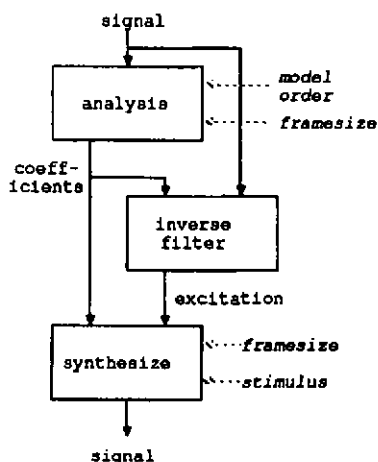 signal
analysis
model
order
framesize
coeff-
icients
inverse
filter
excitation
synthesize
framesize
stimulus
signal